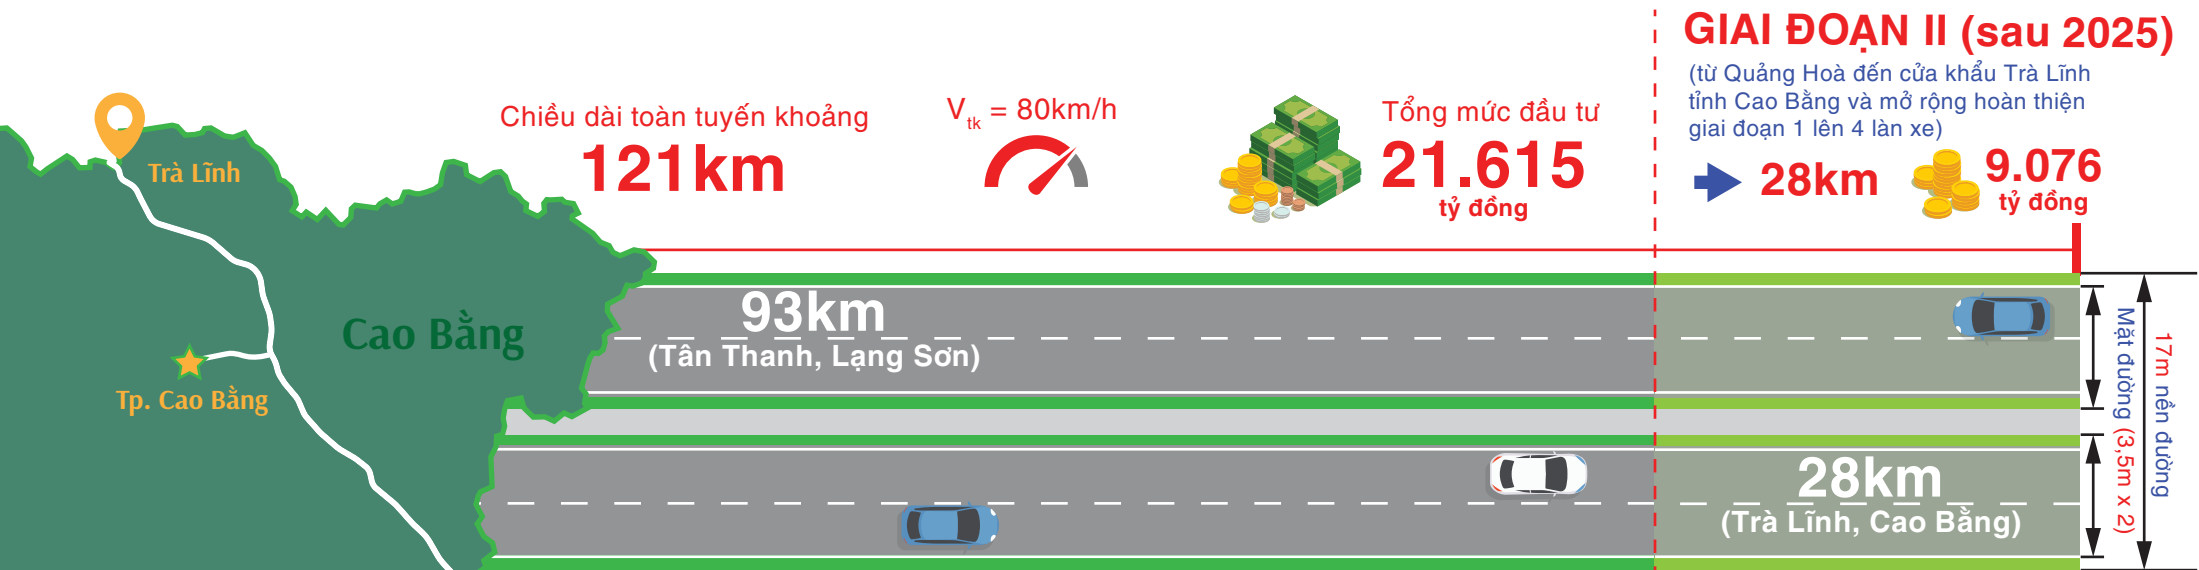 GIAI ĐOẠN II (sau 2025)
(từ Quảng Hoà đến cửa khẩu Trà Lĩnh
tỉnh Cao Bằng và mở rộng hoàn thiện
giai đoạn 1 lên 4 làn xe)
28km
9.076
tỷ đồng
Chiều dài toàn tuyến khoảng
121km
Vtk = 80km/h
Tổng mức đầu tư
21.615
tỷ đồng
Trà Lĩnh
Cao Bằng
Tp. Cao Bằng
93km
(Tân Thanh, Lạng Sơn)
28km
(Trà Lĩnh, Cao Bằng)
17m nền đường
Mặt đường (3,5m x 2)